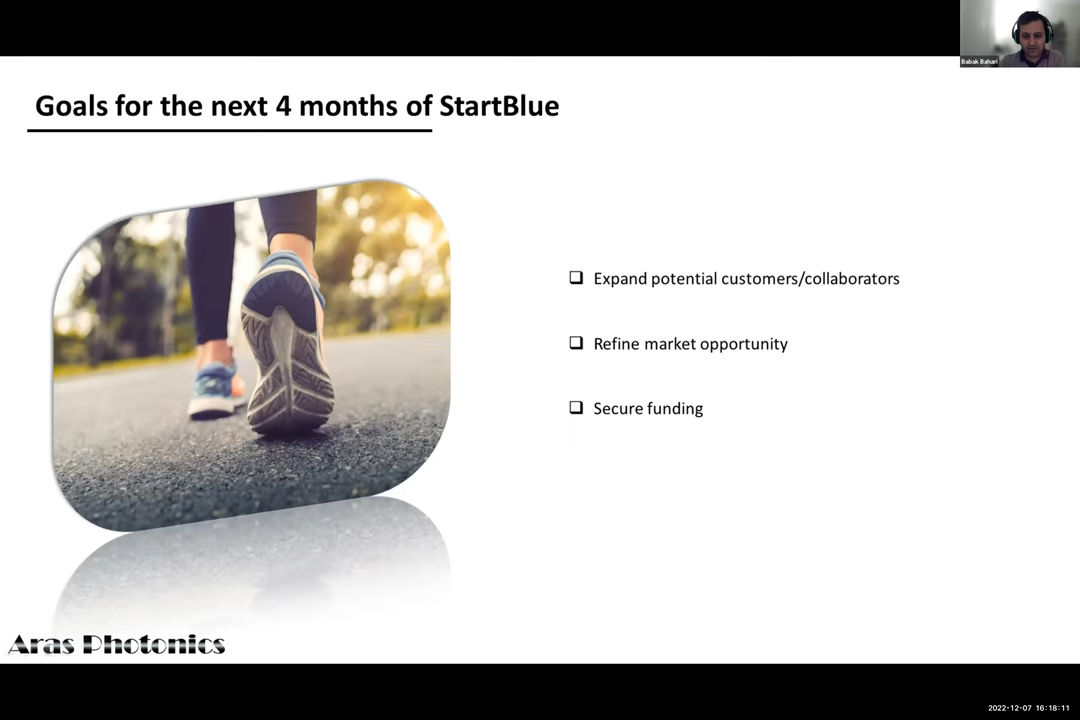 Babak Bahari
Goals for the next 4 months of StartBlue
❑ Expand potential customers/collaborators
❑ Refine market opportunity
❑ Secure funding
Aras Photonics
2022-12-07 16:18:11